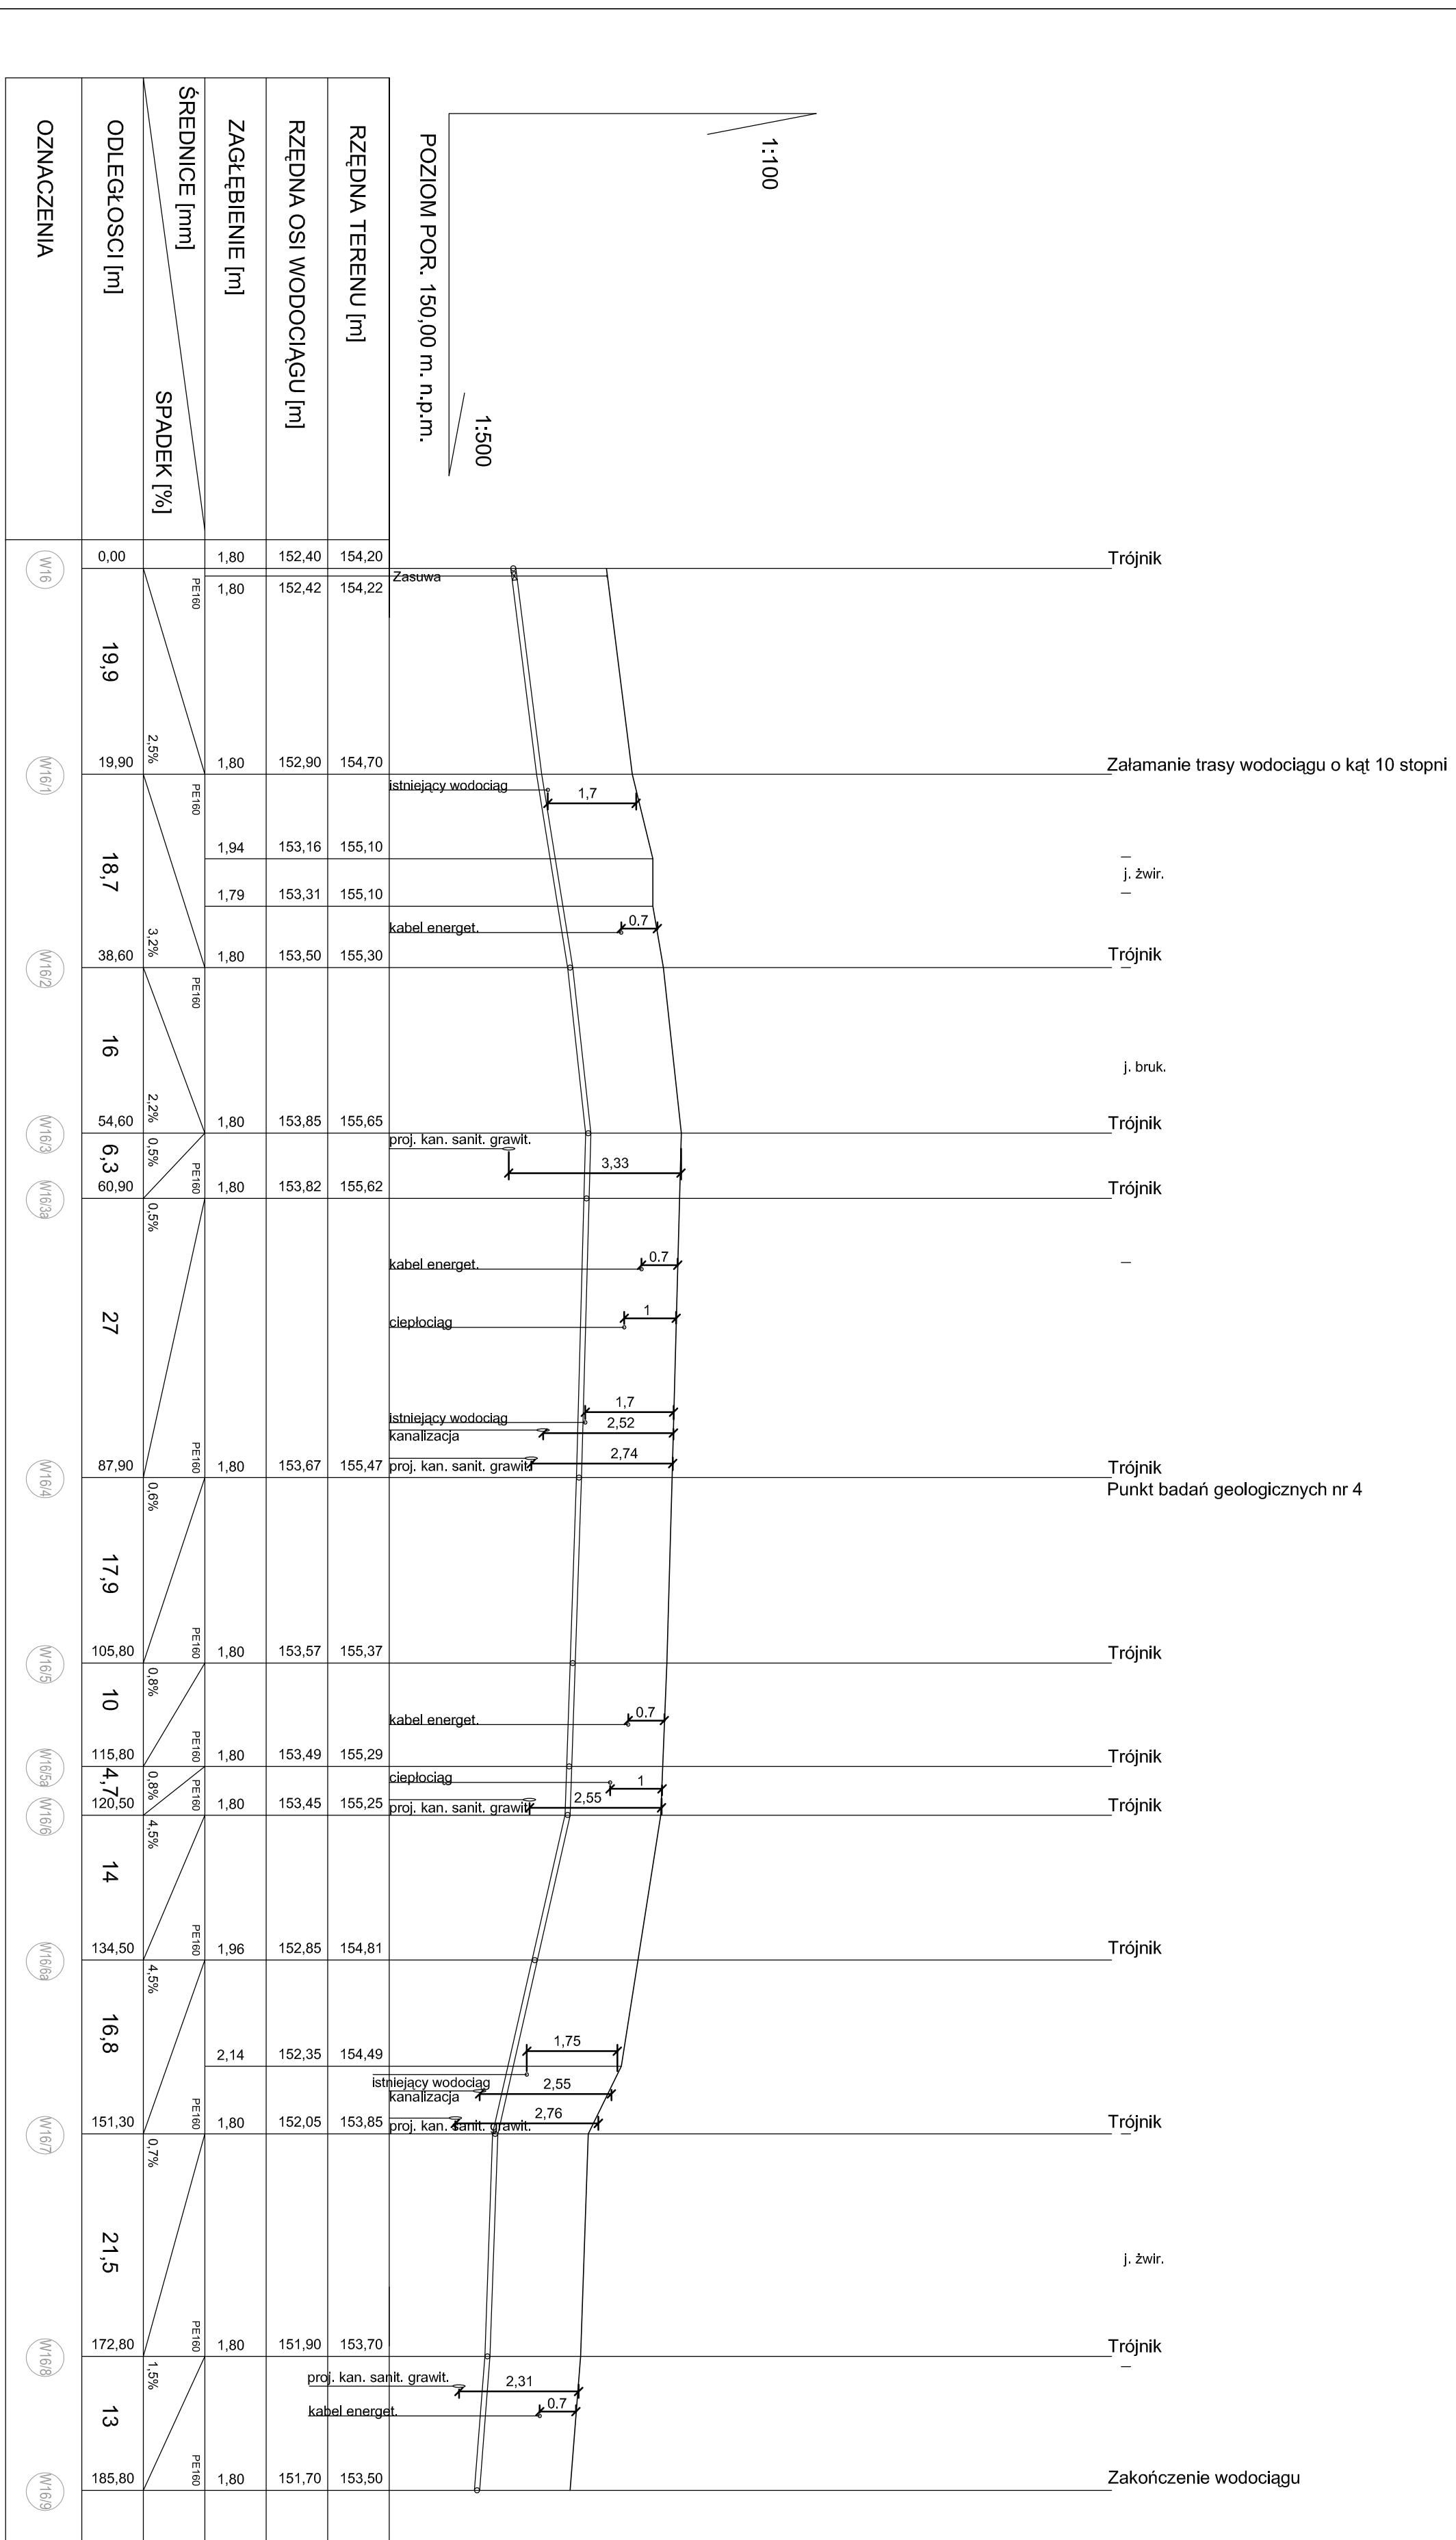 1:100
1:500
POZIOM POR. 150,00 m. n.p.m.
RZĘDNA TERENU [m]
RZĘDNA OSI WODOCIĄGU [m]
ZAGŁĘBIENIE [m]
ŚREDNICE [mm]
SPADEK [%]
ODLEGŁOSCI [m]
OZNACZENIA
W16
0,00
1,80
152,40
154,20
Trójnik
PE160
1,80
152,42
154,22
Zasuwa
19,9
2,5%
W16/1
19,90
1,80
152,90
154,70
Załamanie trasy wodociągu o kąt 10 stopni
PE160
istniejący wodociąg
1,7
18,7
1,94
153,16
155,10
j. żwir.
1,79
153,31
155,10
kabel energet.
0.7
3,2%
W16/2
38,60
1,80
153,50
155,30
Trójnik
PE160
16
j. bruk.
2,2%
W16/3
54,60
1,80
153,85
155,65
Trójnik
6,3
0,5%
PE160
proj. kan. sanit. grawit.
3,33
W16/3a
60,90
1,80
153,82
155,62
Trójnik
0,5%
kabel energet.
0.7
27
ciepłociąg
1
istniejący wodociąg
1,7
kanalizacja
2,52
proj. kan. sanit. grawit.
2,74
PE160
W16/4
87,90
1,80
153,67
155,47
Trójnik
Punkt badań geologicznych nr 4
0,6%
17,9
PE160
W16/5
105,80
1,80
153,57
155,37
Trójnik
0,8%
10
kabel energet.
0.7
PE160
W16/5a
115,80
1,80
153,49
155,29
Trójnik
4,7
0,8%
PE160
ciepłociąg
1
proj. kan. sanit. grawit.
2,55
W16/6
120,50
1,80
153,45
155,25
Trójnik
4,5%
14
PE160
W16/6a
134,50
1,96
152,85
154,81
Trójnik
4,5%
16,8
1,75
2,14
152,35
154,49
istniejący wodociąg
kanalizacja
2,55
PE160
proj. kan. sanit. grawit.
2,76
W16/7
151,30
1,80
152,05
153,85
Trójnik
0,7%
21,5
j. żwir.
PE160
W16/8
172,80
1,80
151,90
153,70
Trójnik
1,5%
proj. kan. sanit. grawit.
2,31
kabel energet.
0.7
13
PE160
W16/9
185,80
1,80
151,70
153,50
Zakończenie wodociągu